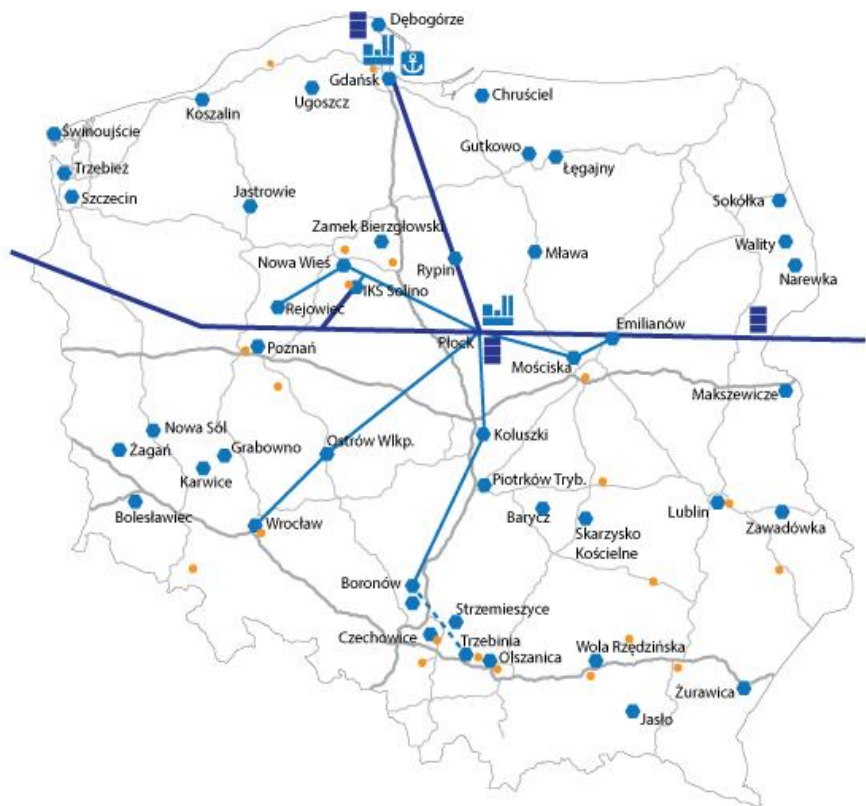 Dębogórze
Gdańsk
Chruściel
Ugoszcz
Koszalin
Świnoujście
Gutkowo
Łęgajny
Trzebież
Szczecin
Jastrowie
Sokółka
Zamek Bierzgłowski
Wality
Mława
Nowa Wieś
Rypin
Narewka
IKS Solino
Rejowiec
Emilianów
Płock
Poznań
Mościska
Makszewicze
Nowa Sól
Koluszki
Żagań
Grabowno
Ostrów Wlkp.
Karwice
Piotrków Tryb.
Bolesławiec
Barycz
Lublin
Wrocław
Skarzysko
Kościelne
Zawadówka
Boronów
Strzemieszyce
Czechowice
Trzebinia
Olszanica
Wola Rzędzińska
Żurawica
Jasło